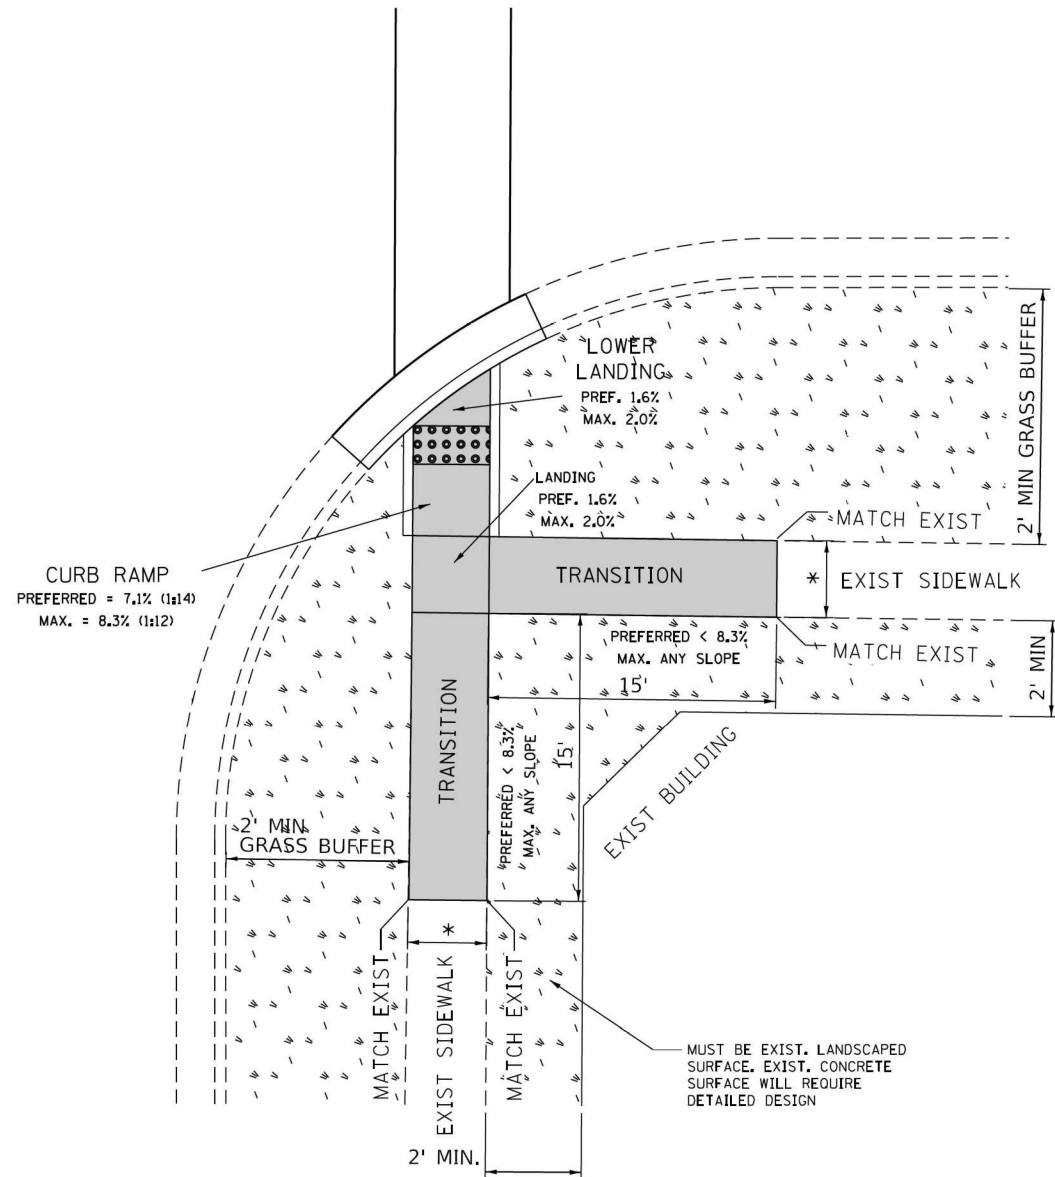 LOWER
LANDING
PREF. 1.6%
MAX. 2.0%
2' MIN GRASS BUFFER
LANDING
PREF. 1.6%
MAX. 2.0%
MATCH EXIST
CURB RAMP
PREFERRED = 7.1% (1:14)
MAX. = 8.3% (1:12)
TRANSITION
* EXIST SIDEWALK
PREFERRED < 8.3%
MAX. ANY SLOPE
MATCH EXIST
15'
2' MIN
TRANSITION
PREFERRED < 8.3%
MAX. ANY SLOPE
15'
EXIST BUILDING
2' MIN
GRASS BUFFER
*
MATCH EXIST
EXIST SIDEWALK
MATCH EXIST
MUST BE EXIST. LANDSCAPED
SURFACE. EXIST. CONCRETE
SURFACE WILL REQUIRE
DETAILED DESIGN
2' MIN.